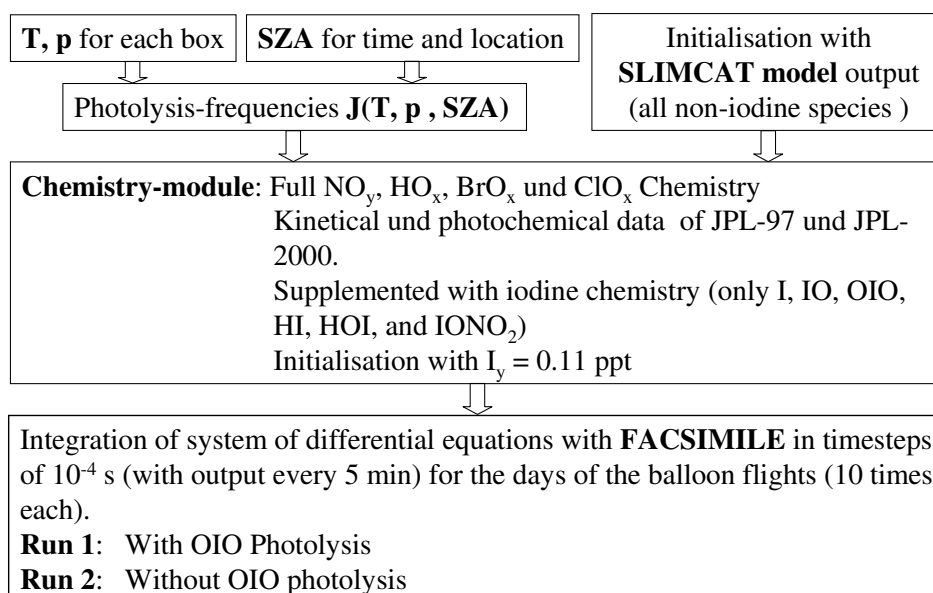 T, p for each box
SZA for time and location
Photolysis-frequencies J(T, p , SZA)
Initialisation with
SLIMCAT model output
(all non-iodine species )
Chemistry-module: Full NOy, HOx, BrOx und ClOx Chemistry
Kinetical und photochemical data of JPL-97 und JPL-
2000.
Supplemented with iodine chemistry (only I, IO, OIO,
HI, HOI, and IONO2)
Initialisation with Iy = 0.11 ppt
Integration of system of differential equations with FACSIMILE in timesteps
of 10-4 s (with output every 5 min) for the days of the balloon flights (10 times
each).
Run 1: With OIO Photolysis
Run 2: Without OIO photolysis